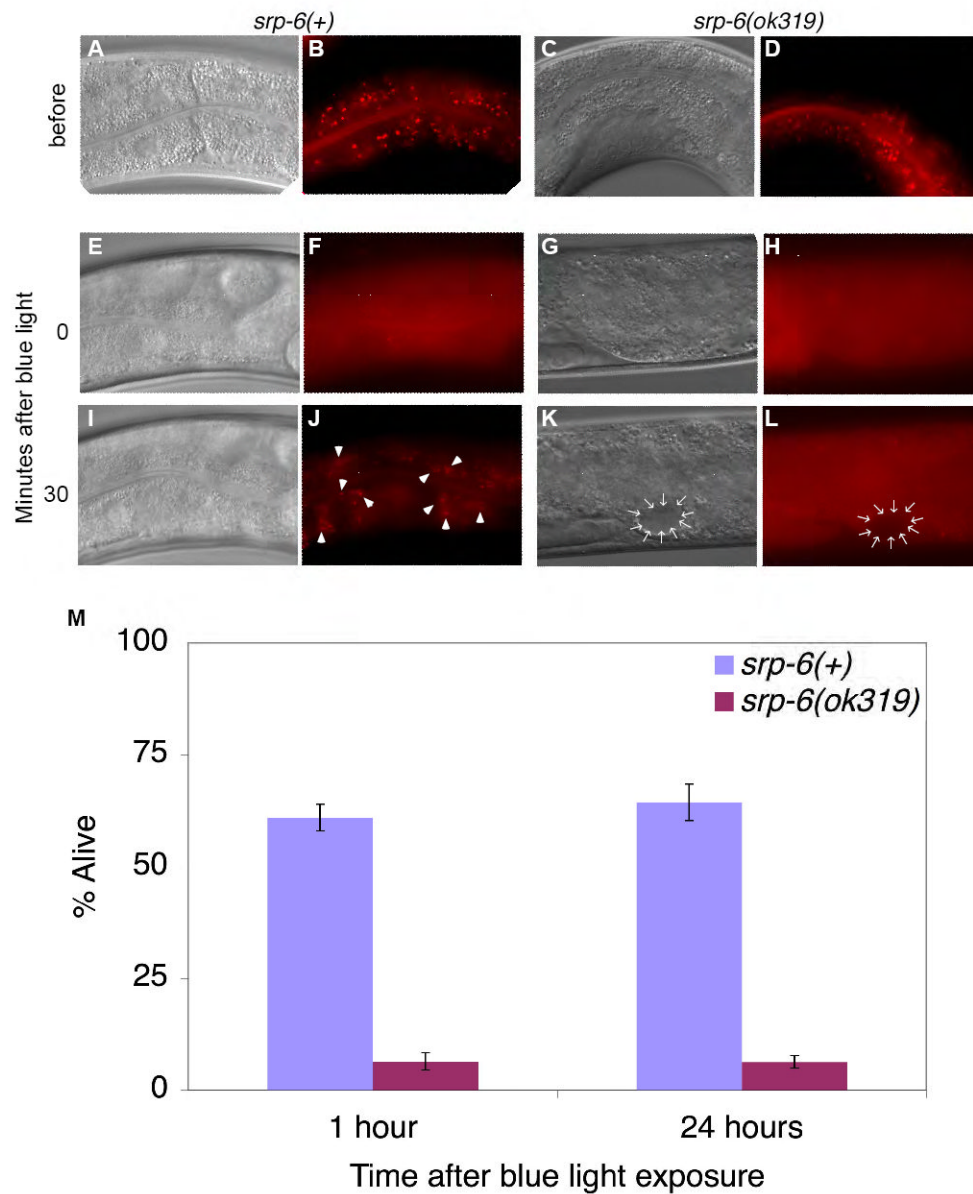 srp-6(+) srp-6(ok319)
before
A B C D
Minutes after blue light
0
E F G H
30
I J K L
M
100
75
50
25
0
% Alive
srp-6(+)
srp-6(ok319)
1 hour 24 hours
Time after blue light exposure